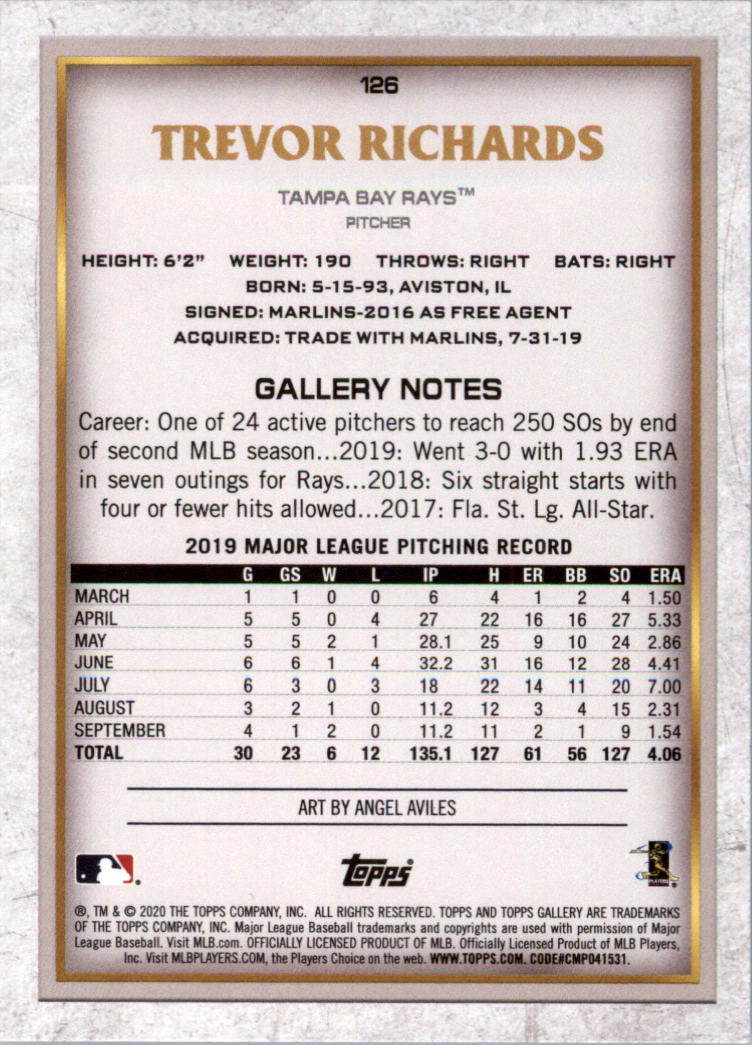 126
TREVOR RICHARDS
TAMPA BAY RAYS™
PITCHER
HEIGHT: 6'2" WEIGHT: 190 THROWS: RIGHT BATS: RIGHT
BORN: 5-15-93, AVISTON, IL
SIGNED: MARLINS-2016 AS FREE AGENT
ACQUIRED: TRADE WITH MARLINS, 7-31-19
GALLERY NOTES
Career: One of 24 active pitchers to reach 250 SOs by end
of second MLB season...2019: Went 3-0 with 1.93 ERA
in seven outings for Rays...2018: Six straight starts with
four or fewer hits allowed...2017: Fla. St. Lg. All-Star.
2019 MAJOR LEAGUE PITCHING RECORD
G GS W L IP H ER BB SO ERA
MARCH 1 1 0 0 6 4 1 2 4 1.50
APRIL 5 5 0 4 27 22 16 16 27 5.33
MAY 5 5 2 1 28.1 25 9 10 24 2.86
JUNE 6 6 1 4 32.2 31 16 12 28 4.41
JULY 6 3 0 3 18 22 14 11 20 7.00
AUGUST 3 2 1 0 11.2 12 3 4 15 2.31
SEPTEMBER 4 1 2 0 11.2 11 2 1 9 1.54
TOTAL 30 23 6 12 135.1 127 61 56 127 4.06
ART BY ANGEL AVILES
topps
PLAYERS
®, TM & © 2020 THE TOPPS COMPANY, INC. ALL RIGHTS RESERVED. TOPPS AND TOPPS GALLERY ARE TRADEMARKS
OF THE TOPPS COMPANY, INC. Major League Baseball trademarks and copyrights are used with permission of Major
League Baseball. Visit MLB.com. OFFICIALLY LICENSED PRODUCT OF MLB. Officially Licensed Product of MLB Players,
Inc. Visit MLBPLAYERS.COM, the Players Choice on the web. WWW.TOPPS.COM. CODE#CMP041531.